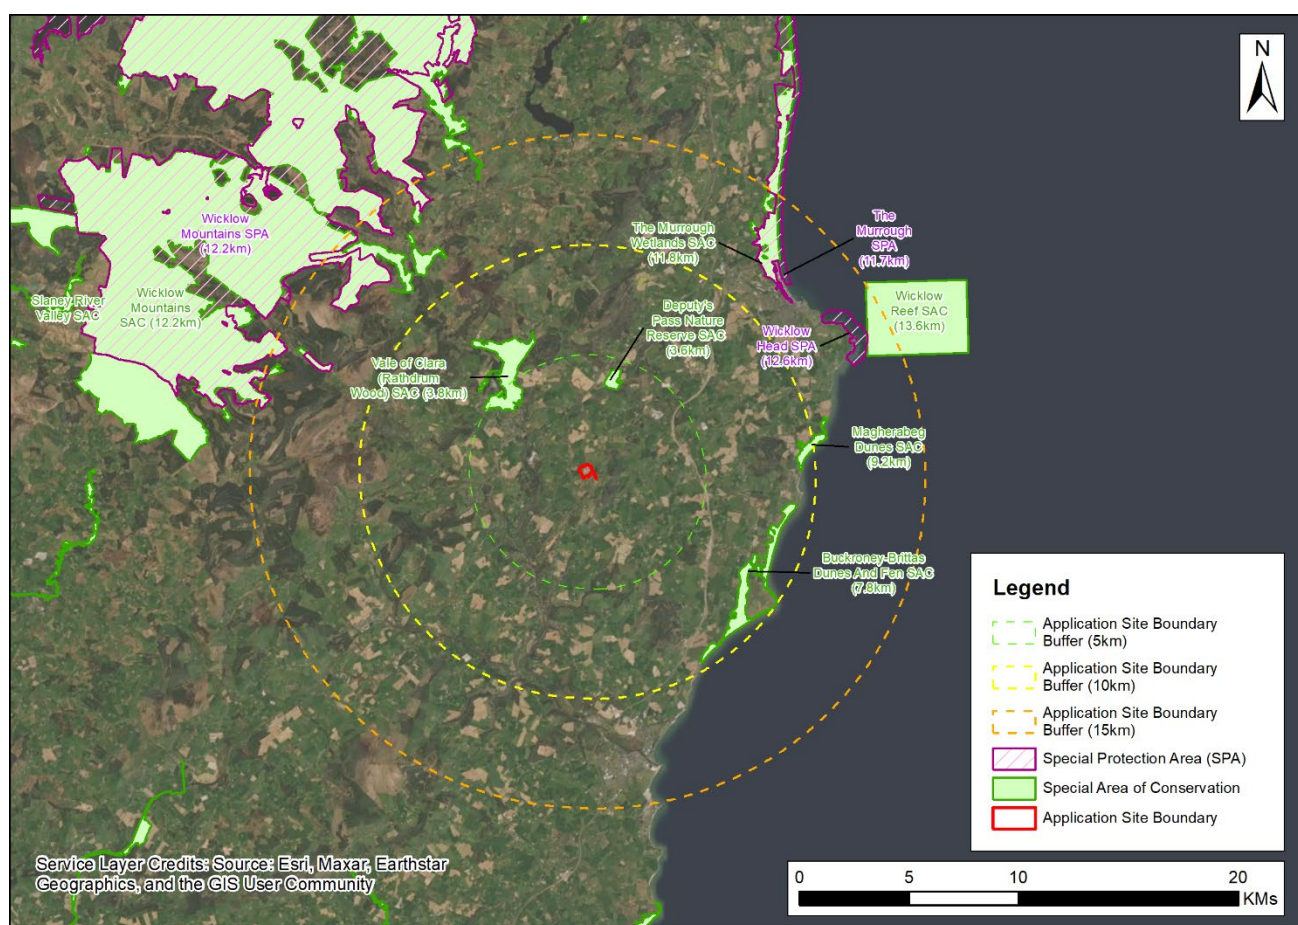 N
The
Murrough
SPA
(11.7km)
The Murrough
Wetlands SAC
(11.8km)
Wicklow
Mountains SPA
(12.2km)
Wicklow
Mountains
SAC (12.2km)
Slaney River
Valley SAC
Deputy's
Pass Nature
Reserve SAC
(3.6km)
Wicklow
Reef SAC
(13.6km)
Wicklow
Head SPA
(12.6km)
Vale of Clara
(Rathdrum
Wood) SAC (3.8km)
Magherabeg
Dunes SAC
(9.2km)
Buckroney-Brittas
Dunes And Fen SAC
(7.8km)
Legend
Application Site Boundary
Buffer (5km)
Application Site Boundary
Buffer (10km)
Application Site Boundary
Buffer (15km)
Special Protection Area (SPA)
Special Area of Conservation
Application Site Boundary
Service Layer Credits: Source: Esri, Maxar, Earthstar
Geographics, and the GIS User Community
0 5 10 20
KMs